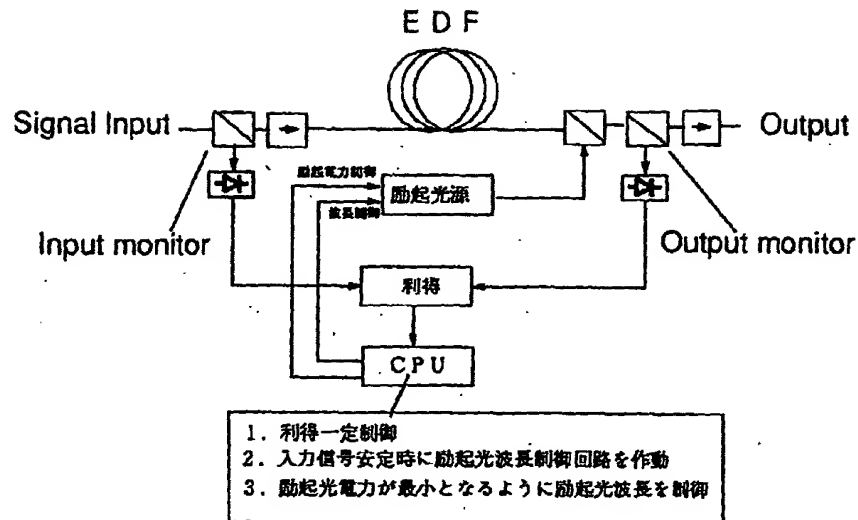 EDF
Signal Input
Output
励起電力制御
励起光源
波長制御
Input monitor
Output monitor
利得
CPU
1. 利得一定制御
2. 入力信号安定時に励起光波長制御回路を作動
3. 励起光電力が最小となるように励起光波長を制御